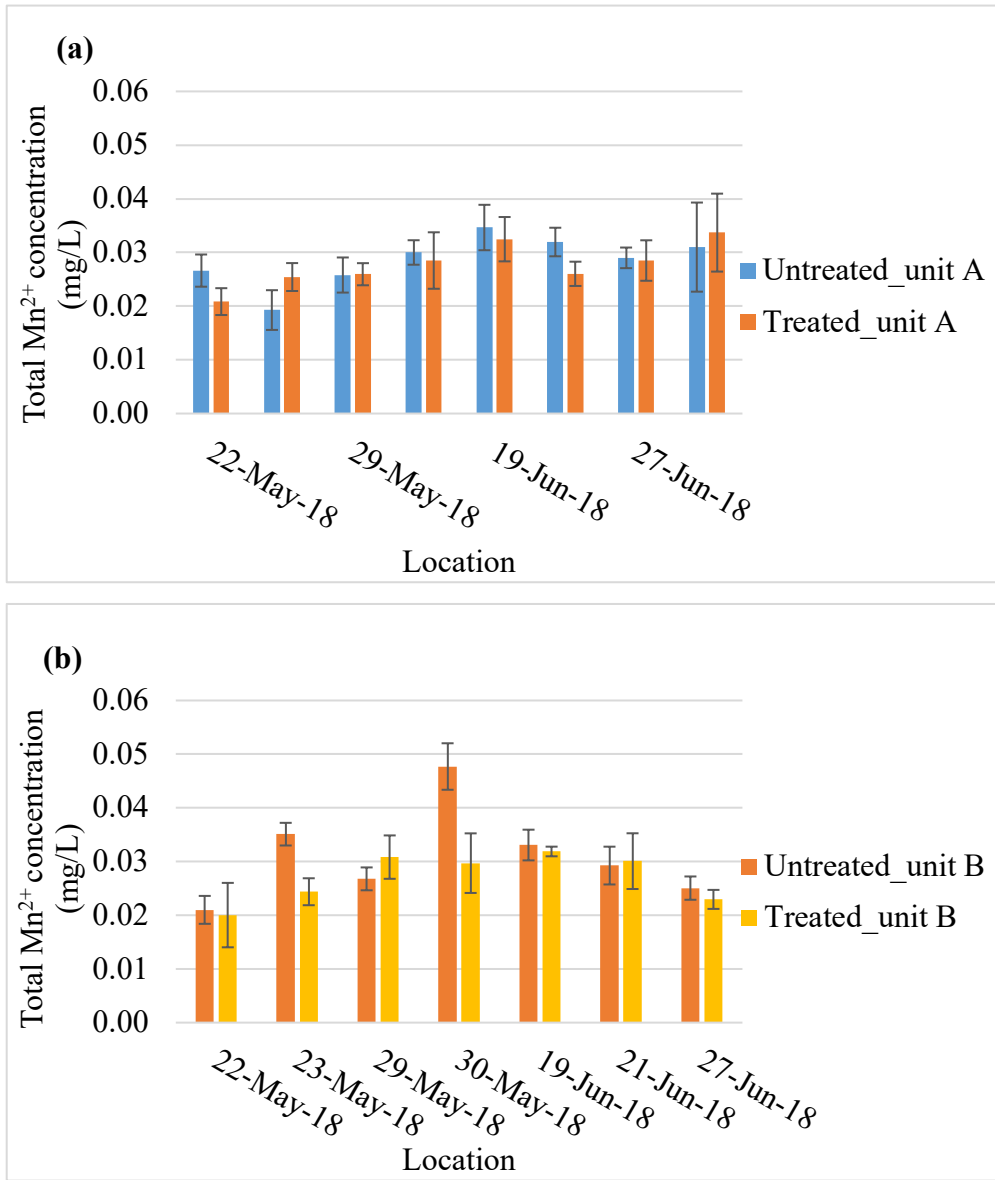 (a)
0.06
0.05
0.04
0.03
0.02
0.01
0.00
Total Mn²⁺ concentration
(mg/L)
22-May-18
29-May-18
19-Jun-18
27-Jun-18
Location
Untreated_unit A
Treated_unit A
(b)
0.06
0.05
0.04
0.03
0.02
0.01
0.00
Total Mn²⁺ concentration
(mg/L)
22-May-18
23-May-18
29-May-18
30-May-18
19-Jun-18
21-Jun-18
27-Jun-18
Location
Untreated_unit B
Treated_unit B